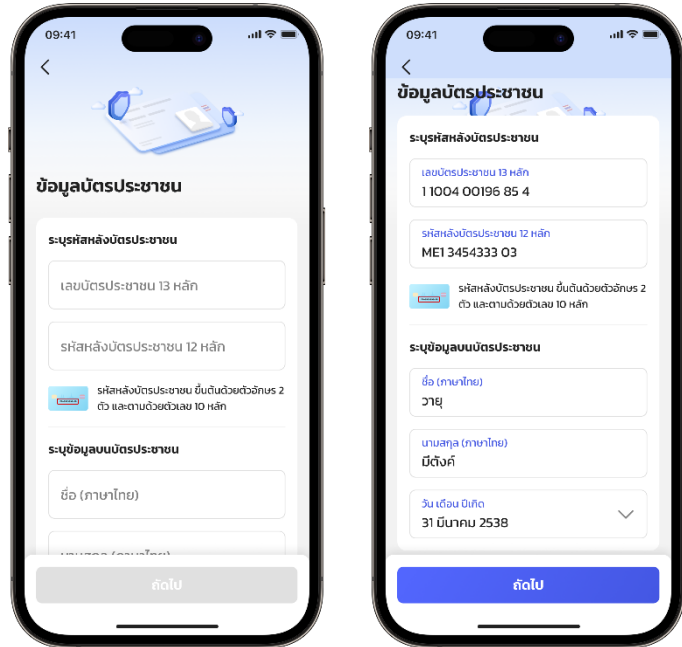 09:41
ข้อมูลบัตรประชาชน
ระบุรหัสหลังบัตรประชาชน
เลขบัตรประชาชน 13 หลัก
รหัสหลังบัตรประชาชน 12 หลัก
รหัสหลังบัตรประชาชน ขึ้นต้นด้วยตัวอักษร 2
ตัว และตามด้วยตัวเลข 10 หลัก
ระบุข้อมูลบนบัตรประชาชน
ชื่อ (ภาษาไทย)
นามสกุล (ภาษาไทย)
ถัดไป
09:41
ข้อมูลบัตรประชาชน
ระบุรหัสหลังบัตรประชาชน
เลขบัตรประชาชน 13 หลัก
1 1004 00196 85 4
รหัสหลังบัตรประชาชน 12 หลัก
ME1 3454333 03
รหัสหลังบัตรประชาชน ขึ้นต้นด้วยตัวอักษร 2
ตัว และตามด้วยตัวเลข 10 หลัก
ระบุข้อมูลบนบัตรประชาชน
ชื่อ (ภาษาไทย)
วายุ
นามสกุล (ภาษาไทย)
มีตังค์
วัน เดือน ปีเกิด
31 มีนาคม 2538
ถัดไป